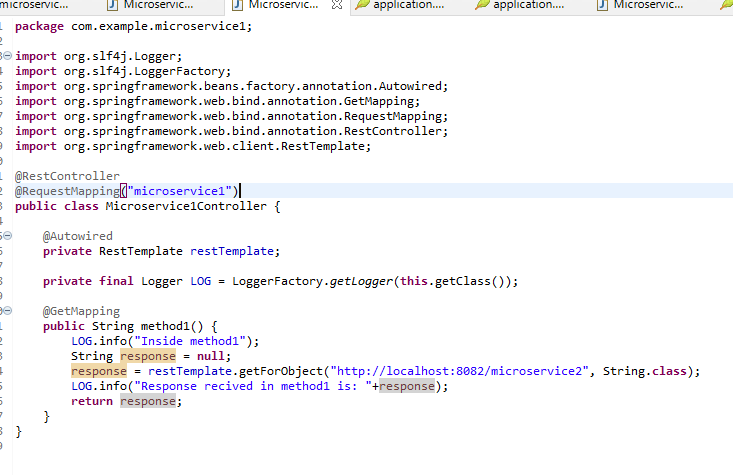 microservic...
Microservic...
Microservic...
application....
application....
Microservic...
package com.example.microservice1;
import org.slf4j.Logger;
import org.slf4j.LoggerFactory;
import org.springframework.beans.factory.annotation.Autowired;
import org.springframework.web.bind.annotation.GetMapping;
import org.springframework.web.bind.annotation.RequestMapping;
import org.springframework.web.bind.annotation.RestController;
import org.springframework.web.client.RestTemplate;
@RestController
@RequestMapping("microservice1")
public class Microservice1Controller {
@Autowired
private RestTemplate restTemplate;
private final Logger LOG = LoggerFactory.getLogger(this.getClass());
@GetMapping
public String method1() {
LOG.info("Inside method1");
String response = null;
response = restTemplate.getForObject("http://localhost:8082/microservice2", String.class);
LOG.info("Response recived in method1 is: "+response);
return response;
}
}